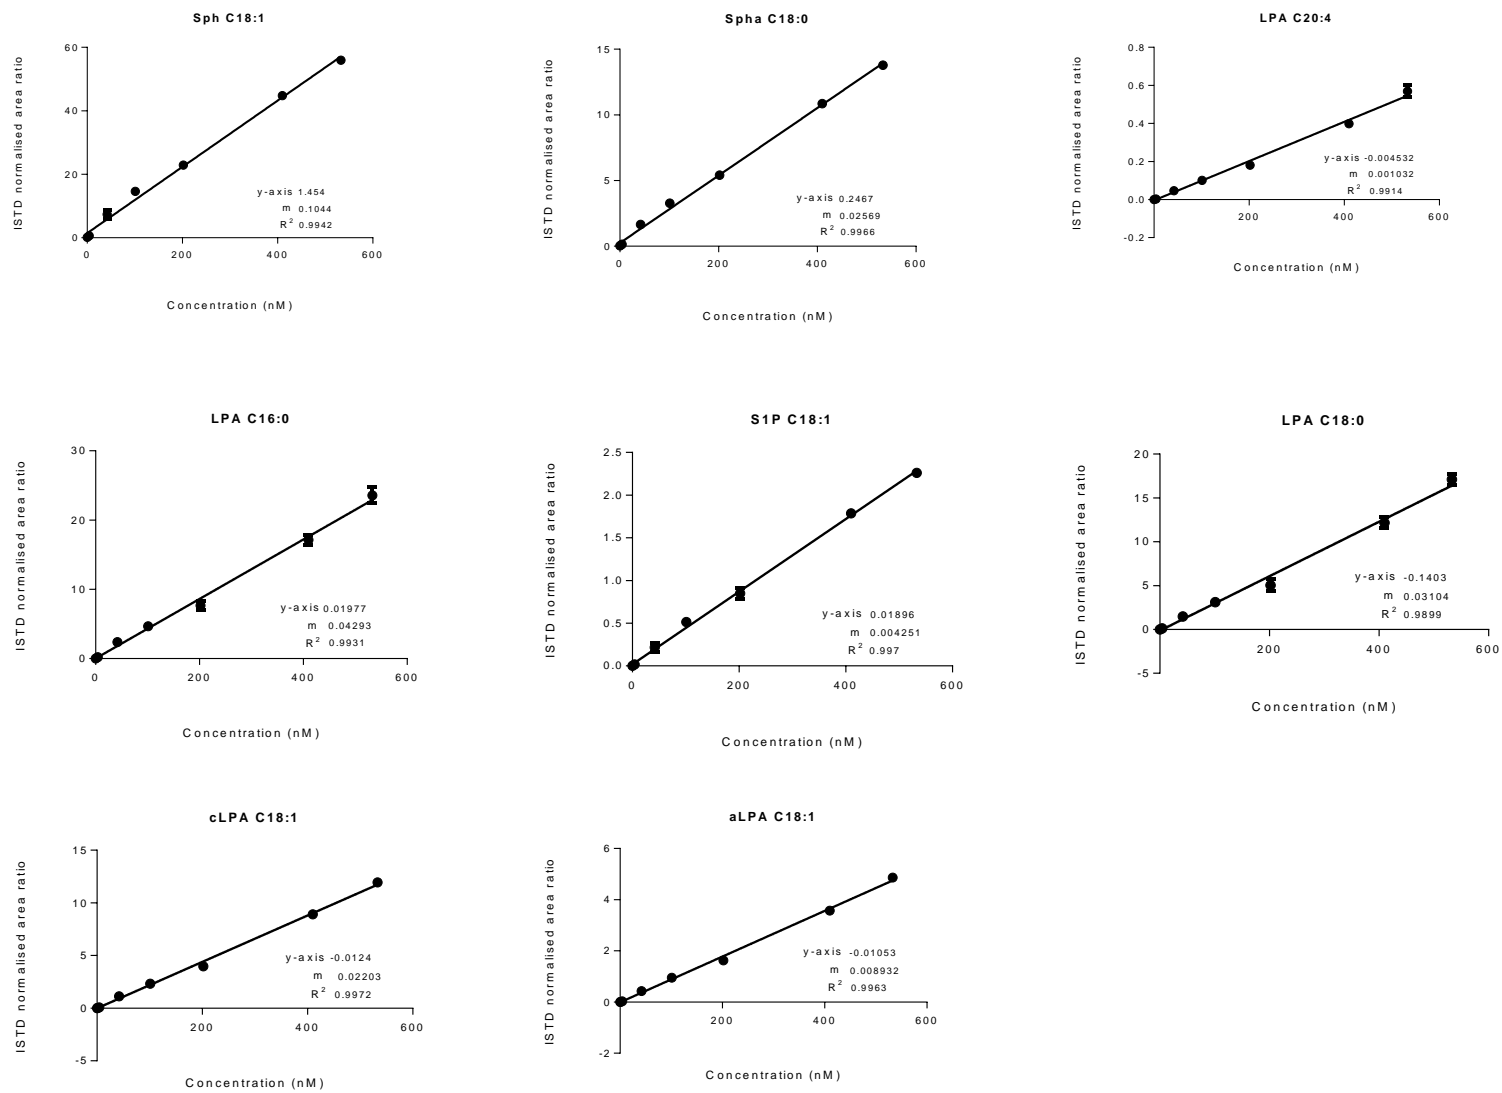 Sph C18:1
ISTD normalised area ratio
60
40
20
0
0 200 400 600
y-axis 1.454
m 0.1044
R2 0.9942
Concentration (nM)
Spha C18:0
ISTD normalised area ratio
15
10
5
0
0 200 400 600
y-axis 0.2467
m 0.02569
R2 0.9966
Concentration (nM)
LPA C20:4
ISTD normalised area ratio
0.8
0.6
0.4
0.2
0.0
-0.2
200 400 600
y-axis -0.004532
m 0.001032
R2 0.9914
Concentration (nM)
LPA C16:0
ISTD normalised area ratio
30
20
10
0
0 200 400 600
y-axis 0.01977
m 0.04293
R2 0.9931
Concentration (nM)
S1P C18:1
ISTD normalised area ratio
2.5
2.0
1.5
1.0
0.5
0.0
0 200 400 600
y-axis 0.01896
m 0.004251
R2 0.997
Concentration (nM)
LPA C18:0
ISTD normalised area ratio
20
15
10
5
0
-5
200 400 600
y-axis -0.1403
m 0.03104
R2 0.9899
Concentration (nM)
cLPA C18:1
ISTD normalised area ratio
15
10
5
0
-5
200 400 600
y-axis -0.0124
m 0.02203
R2 0.9972
Concentration (nM)
aLPA C18:1
ISTD normalised area ratio
6
4
2
0
-2
200 400 600
y-axis -0.01053
m 0.008932
R2 0.9963
Concentration (nM)